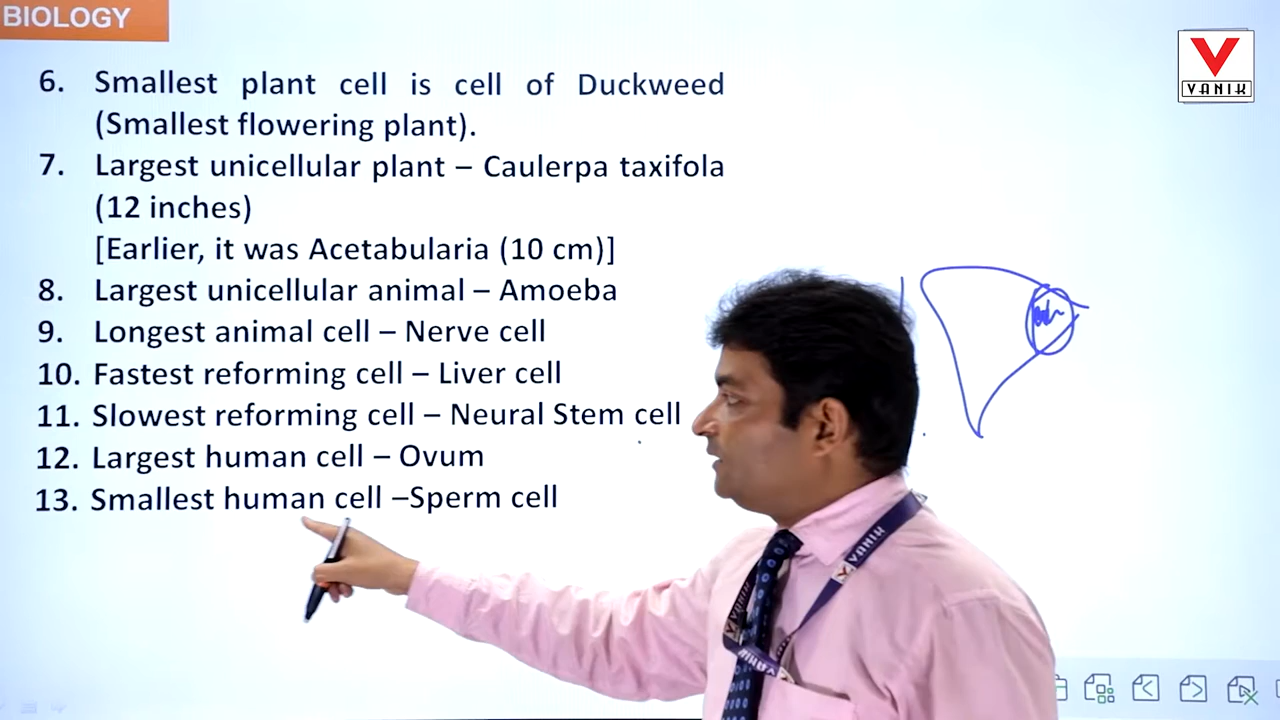 BIOLOGY
VANIK
6. Smallest plant cell is cell of Duckweed
(Smallest flowering plant).
7. Largest unicellular plant – Caulerpa taxifola
(12 inches)
[Earlier, it was Acetabularia (10 cm)]
8. Largest unicellular animal – Amoeba
9. Longest animal cell – Nerve cell
10. Fastest reforming cell – Liver cell
11. Slowest reforming cell – Neural Stem cell
12. Largest human cell – Ovum
13. Smallest human cell –Sperm cell
VANIK
VANIK
VANIK